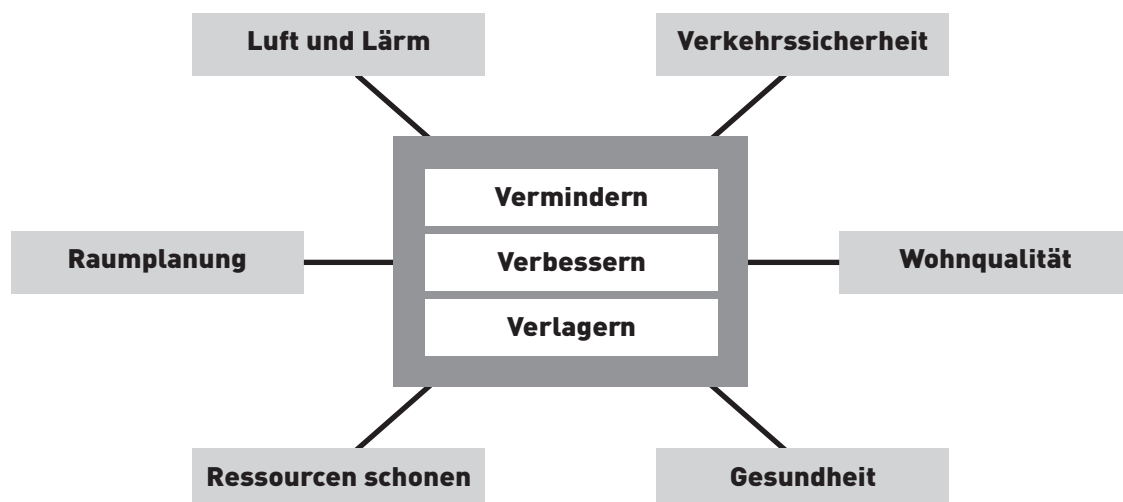 Luft und Lärm
Verkehrssicherheit
Vermindern
Raumplanung
Verbessern
Wohnqualität
Verlagern
Ressourcen schonen
Gesundheit